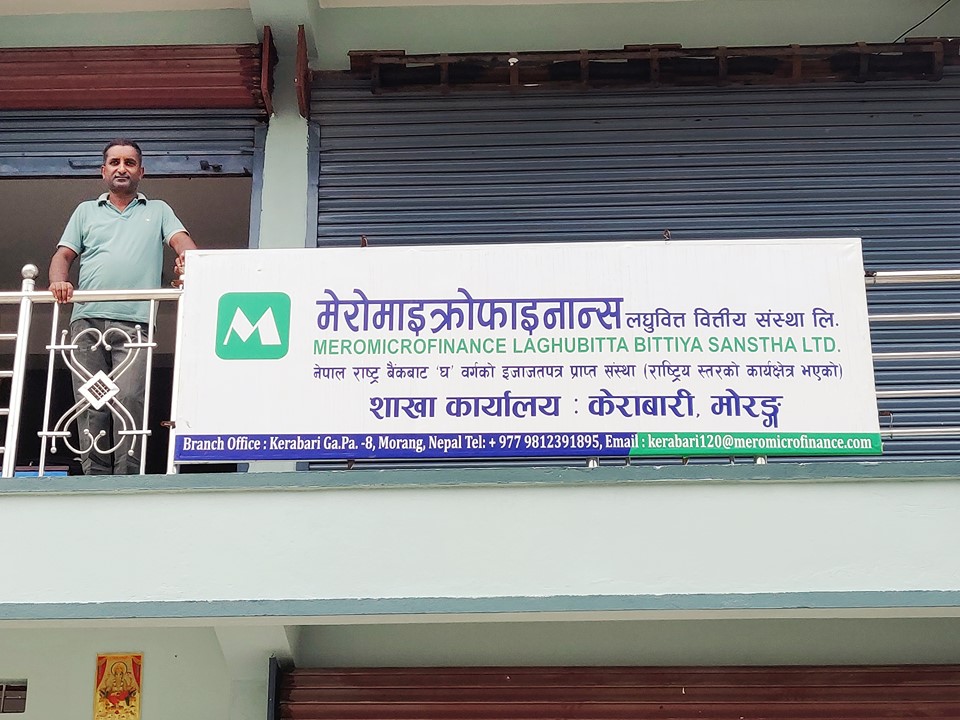 मेरोमाइक्रोफाइनान्स लघुवित्त वित्तीय संस्था लि.
MEROMICROFINANCE LAGHUBITTA BITTIYA SANSTHA LTD.
नेपाल राष्ट्र बैंकबाट 'घ' वर्गको इजाजतपत्र प्राप्त संस्था (राष्ट्रिय स्तरको कार्यक्षेत्र भएको)
शाखा कार्यालय : केराबारी, मोरङ्ग
Branch Office : Kerabari Ga.Pa. -8, Morang, Nepal Tel: + 977 9812391895, Email : kerabari120@meromicrofinance.com